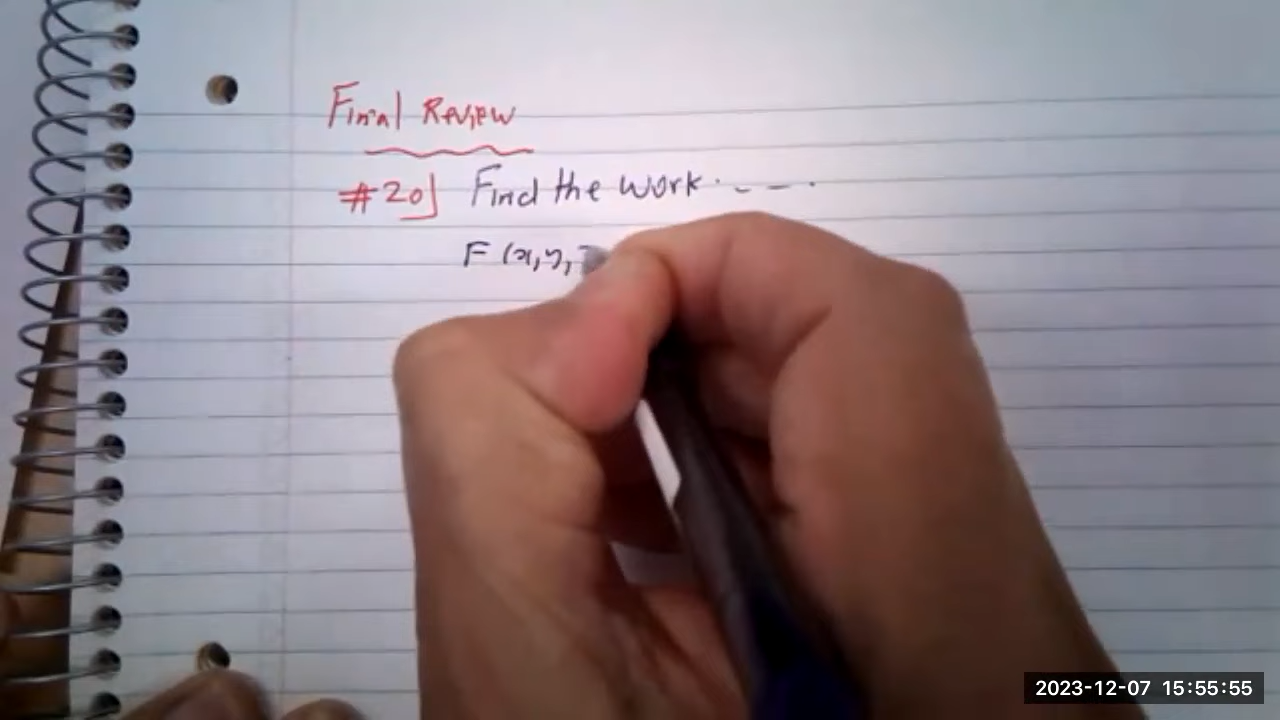 Final Review
#20] Find the work . - - - .
F (x,y,
2023-12-07 15:55:55